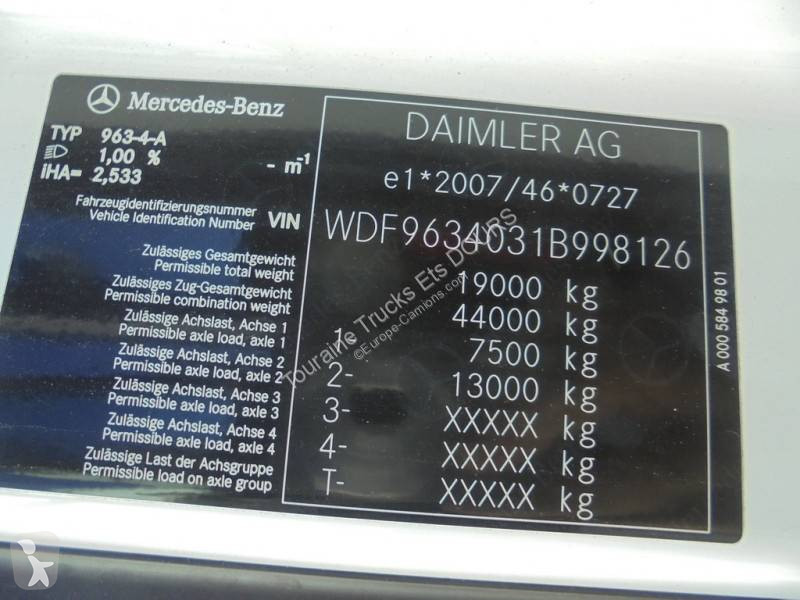 Mercedes-Benz
TYP 963-4-A
1,00 % - m-1
IHA= 2,533
Fahrzeugidentifizierungsnummer
Vehicle Identification Number VIN
Zulässiges Gesamtgewicht
Permissible total weight
Zulässiges Zug-Gesamtgewicht
Permissible combination weight
Zulässige Achslast, Achse 1
Permissible axle load, axle 1
Zulässige Achslast, Achse 2
Permissible axle load, axle 2
Zulässige Achslast, Achse 3
Permissible axle load, axle 3
Zulässige Achslast, Achse 4
Permissible axle load, axle 4
Zulässige Last der Achsgruppe
Permissible load on axle group
DAIMLER AG
e1*2007/46*0727
WDF9634031B998126
19000 kg
44000 kg
1- 7500 kg
2- 13000 kg
3- XXXXX kg
4- XXXXX kg
T- XXXXX kg
A 000 584 98 01
Touraine Trucks Ets DOURS
©Europe-Camions.com